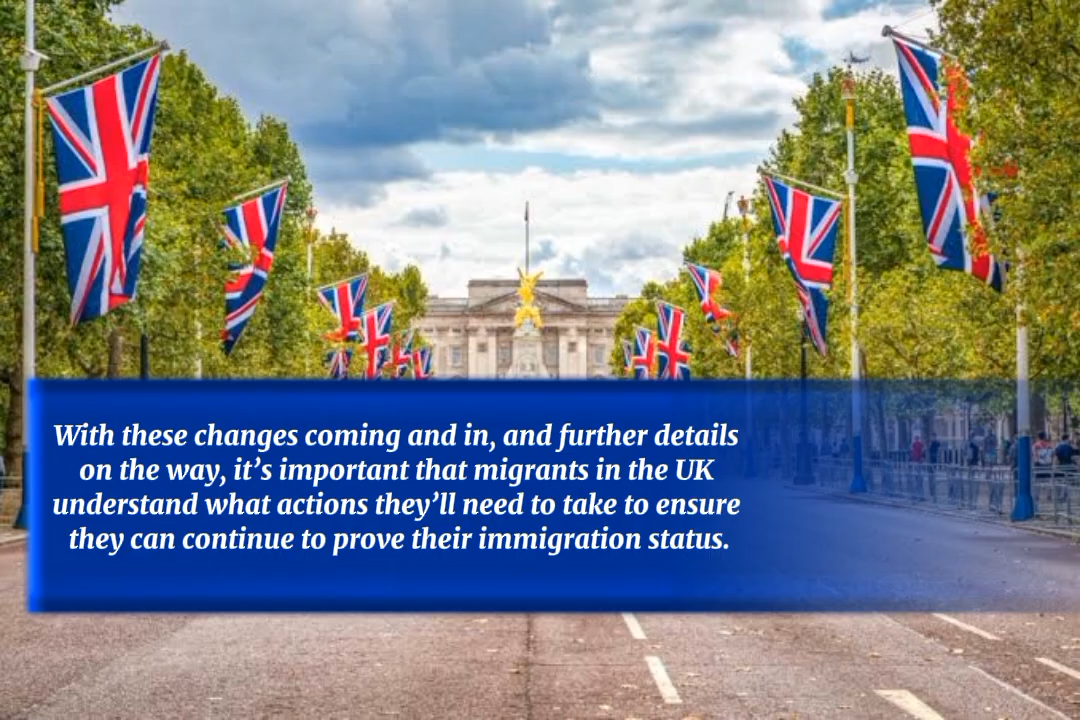 With these changes coming and in, and further details
on the way, it’s important that migrants in the UK
understand what actions they’ll need to take to ensure
they can continue to prove their immigration status.